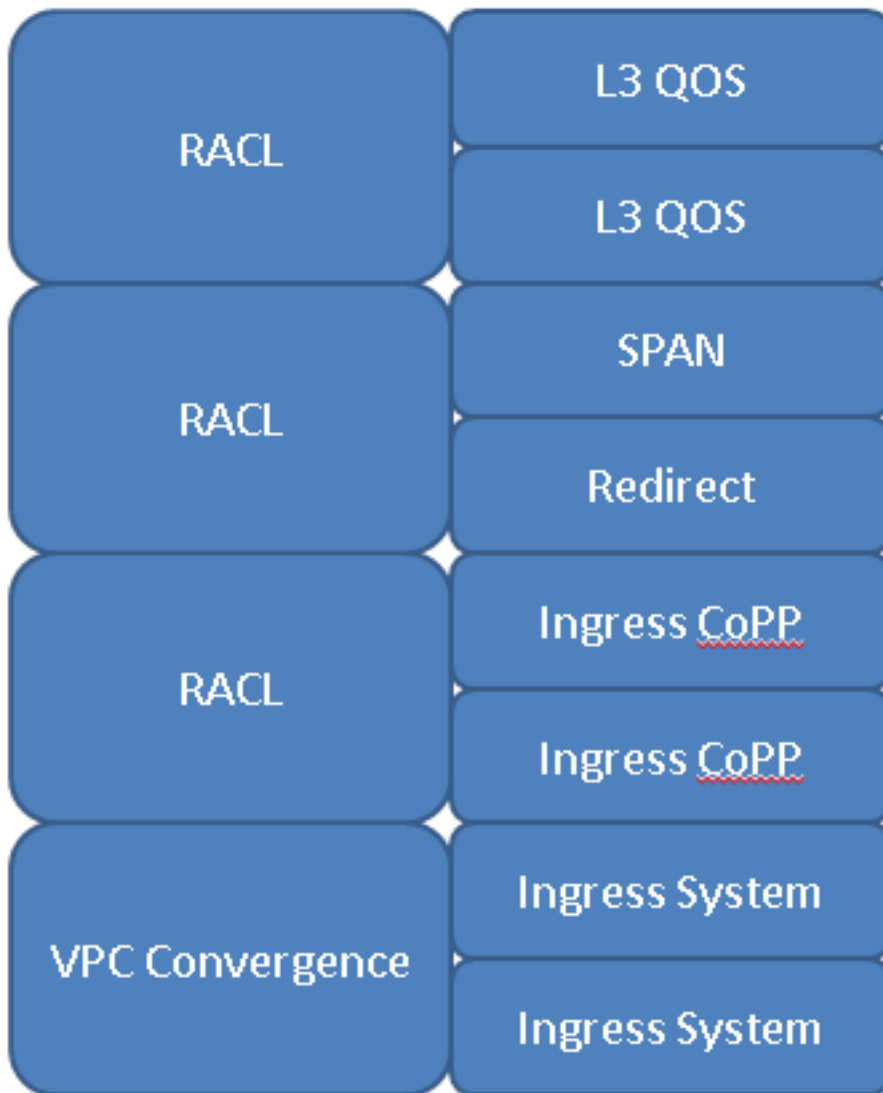 RACL
L3 QOS
L3 QOS
RACL
SPAN
Redirect
RACL
Ingress CoPP
Ingress CoPP
VPC Convergence
Ingress System
Ingress System